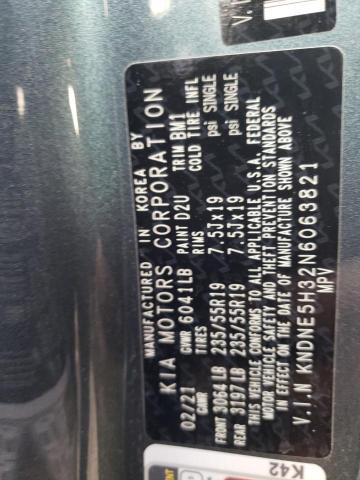 MANUFACTURED IN KOREA BY
KIA MOTORS CORPORATION
02/21 GVWR 6041LB PAINT D2U TRIM BM1
GAWR TIRES RIMS COLD TIRE INFL
FRONT 3064LB 235/55R19 7.5Jx19 psi SINGLE
REAR 3197LB 235/55R19 7.5Jx19 psi SINGLE
THIS VEHICLE CONFORMS TO ALL APPLICABLE U.S.A. FEDERAL
MOTOR VEHICLE SAFETY AND THEFT PREVENTION STANDARDS
IN EFFECT ON THE DATE OF MANUFACTURE SHOWN ABOVE
V.I.N KNDNE5H32N6063821
MPV
K42